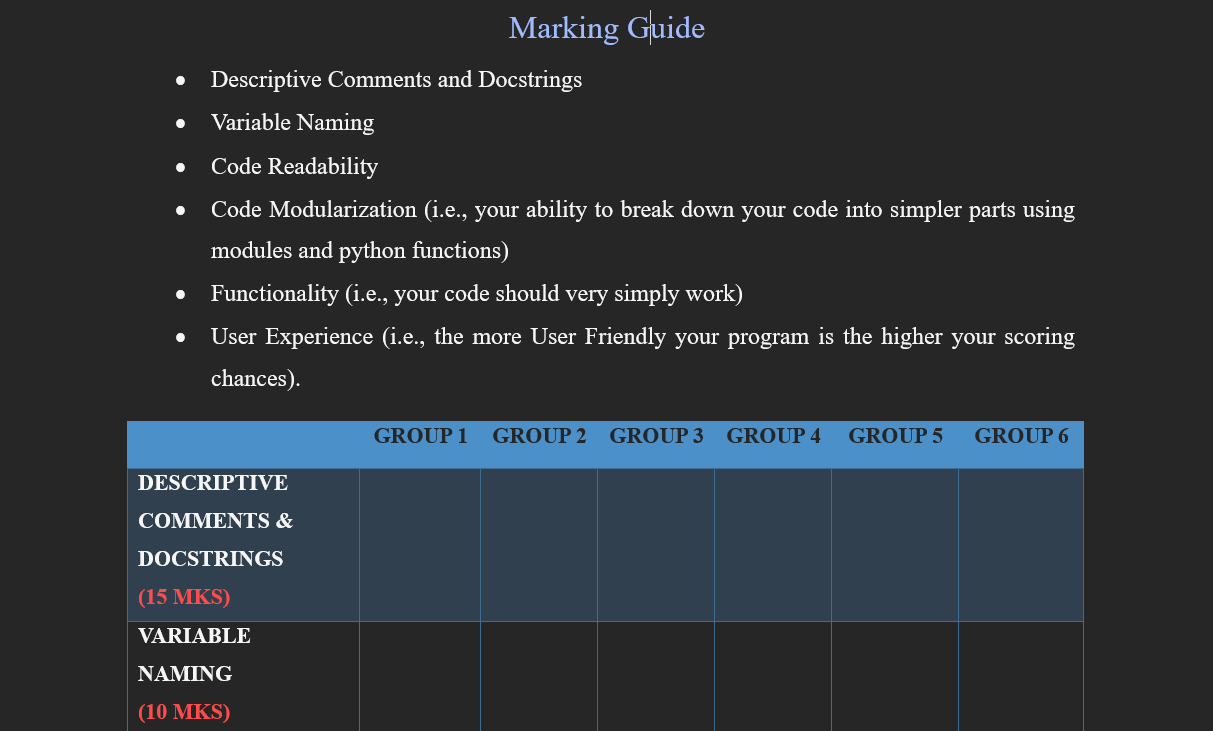 Marking Guide
• Descriptive Comments and Docstrings
• Variable Naming
• Code Readability
• Code Modularization (i.e., your ability to break down your code into simpler parts using
modules and python functions)
• Functionality (i.e., your code should very simply work)
• User Experience (i.e., the more User Friendly your program is the higher your scoring
chances).
GROUP 1 GROUP 2 GROUP 3 GROUP 4 GROUP 5 GROUP 6
DESCRIPTIVE
COMMENTS &
DOCSTRINGS
(15 MKS)
VARIABLE
NAMING
(10 MKS)